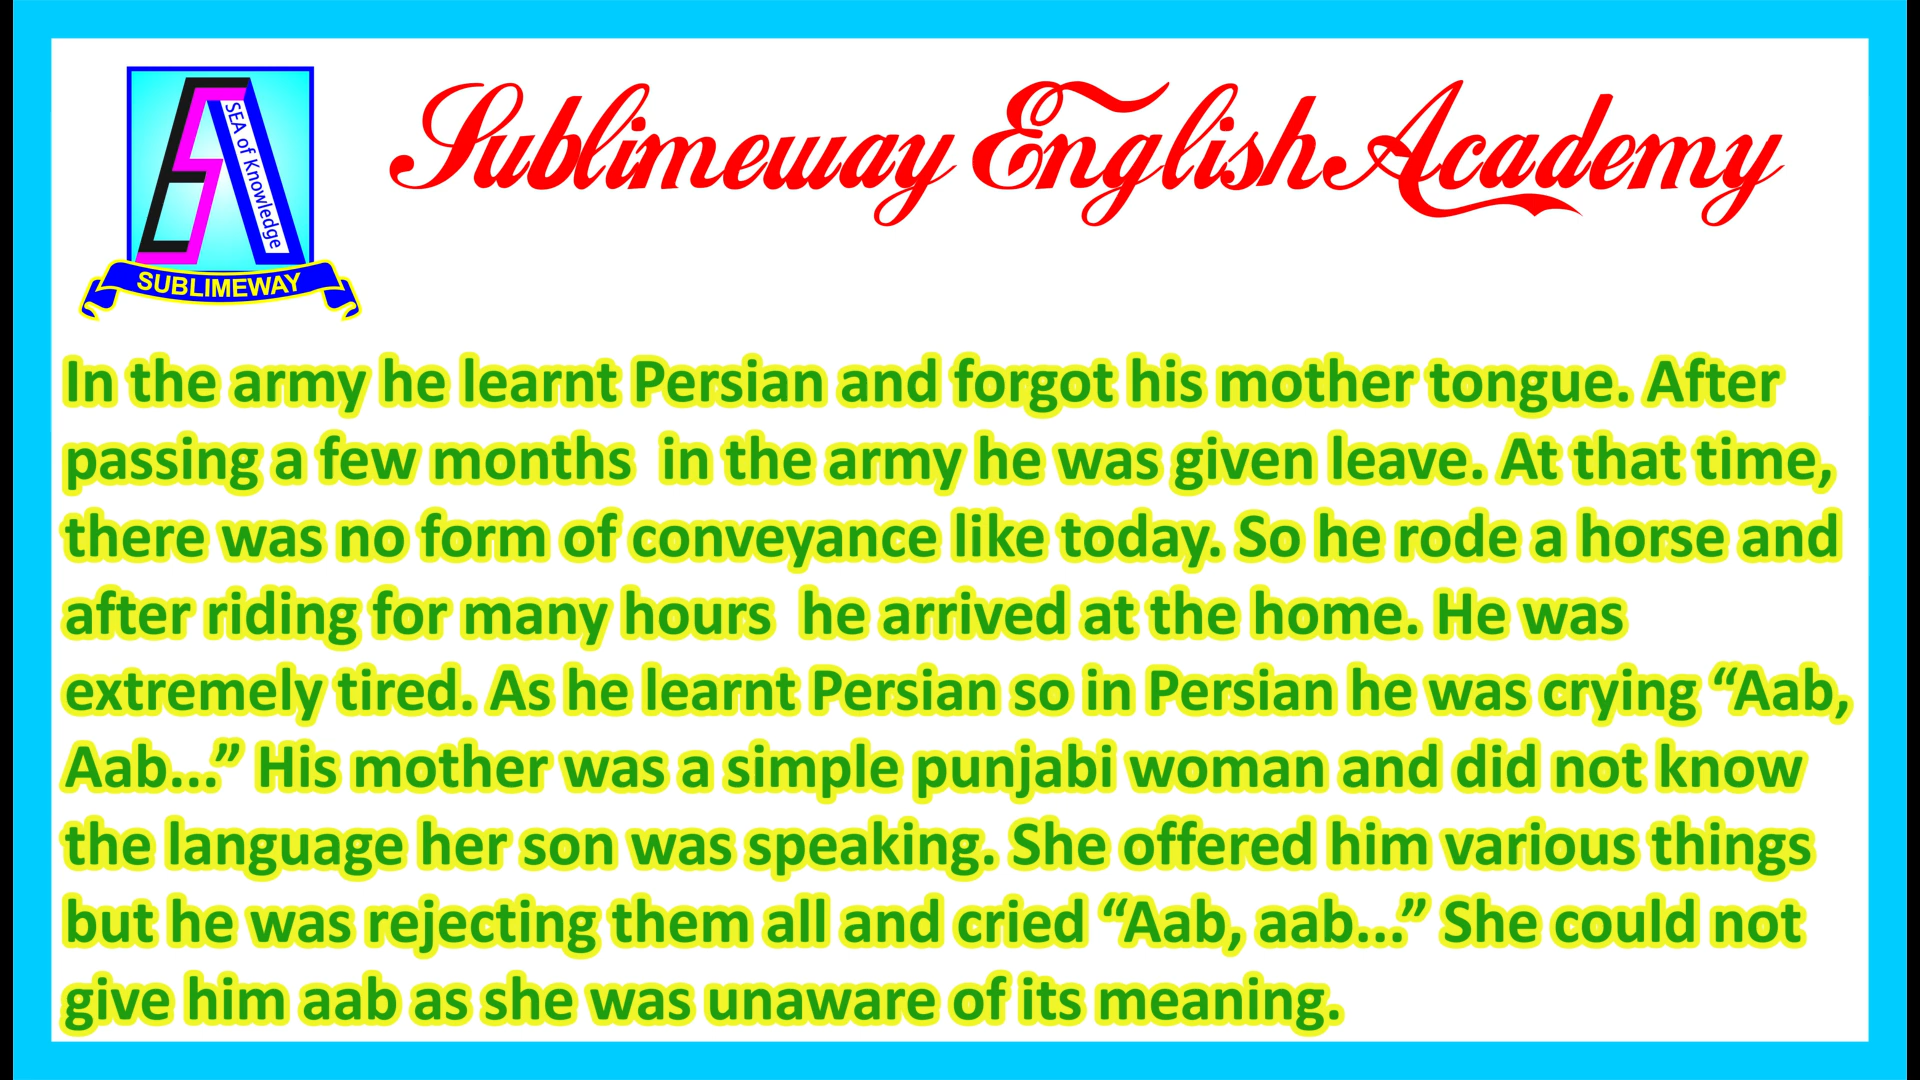 Sublimeway English Academy
SEA of Knowledge
SUBLIMEWAY
In the army he learnt Persian and forgot his mother tongue. After
passing a few months  in the army he was given leave. At that time,
there was no form of conveyance like today. So he rode a horse and
after riding for many hours  he arrived at the home. He was
extremely tired. As he learnt Persian so in Persian he was crying “Aab,
Aab...” His mother was a simple punjabi woman and did not know
the language her son was speaking. She offered him various things
but he was rejecting them all and cried “Aab, aab...” She could not
give him aab as she was unaware of its meaning.